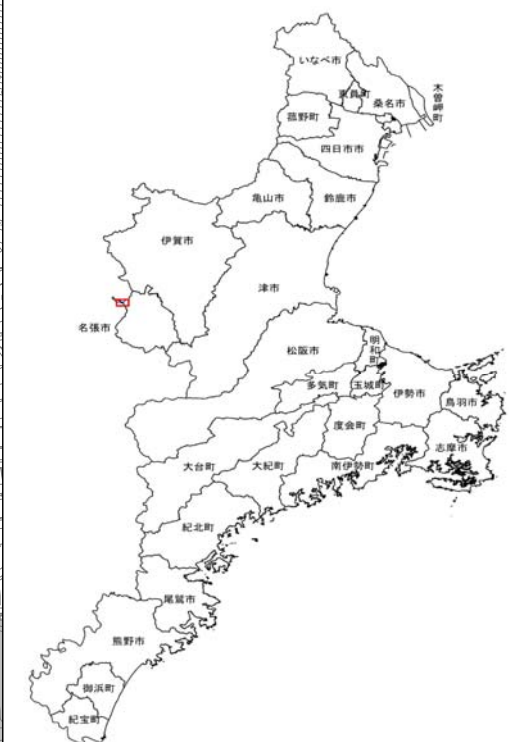 いなべ市
東員町
桑名市
木曽岬町
菰野町
四日市市
亀山市
鈴鹿市
伊賀市
津市
名張市
松阪市
明和町
多気町
玉城町
伊勢市
鳥羽市
度会町
志摩市
大台町
大紀町
南伊勢町
紀北町
尾鷲市
熊野市
御浜町
紀宝町